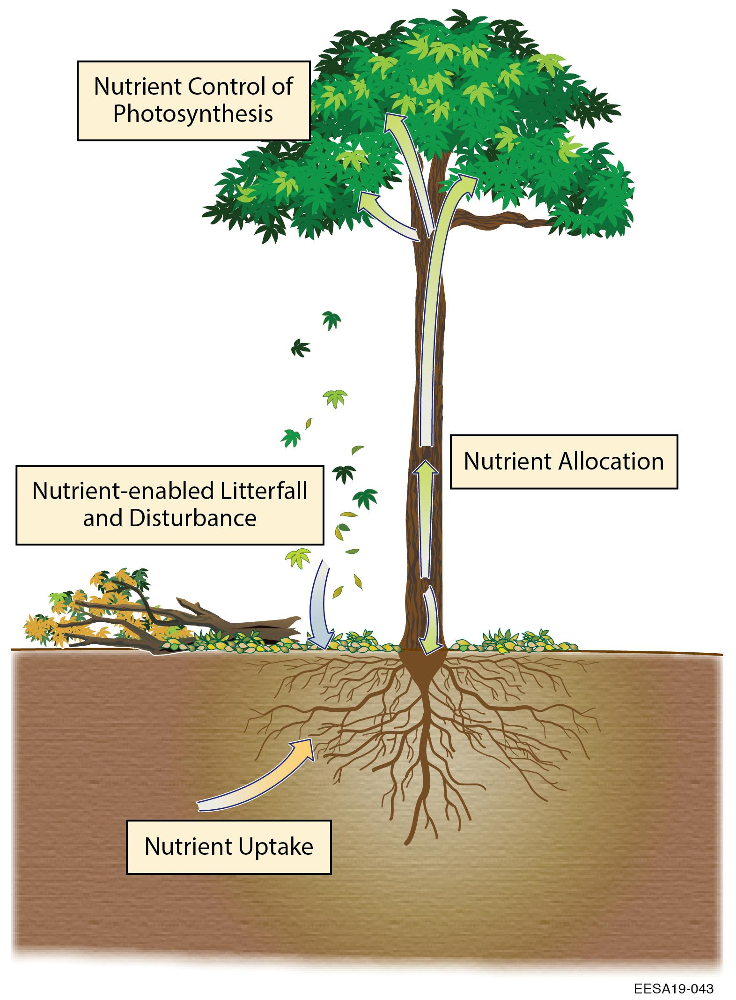 Nutrient Control of
Photosynthesis
Nutrient Allocation
Nutrient-enabled Litterfall
and Disturbance
Nutrient Uptake
EESA19-043